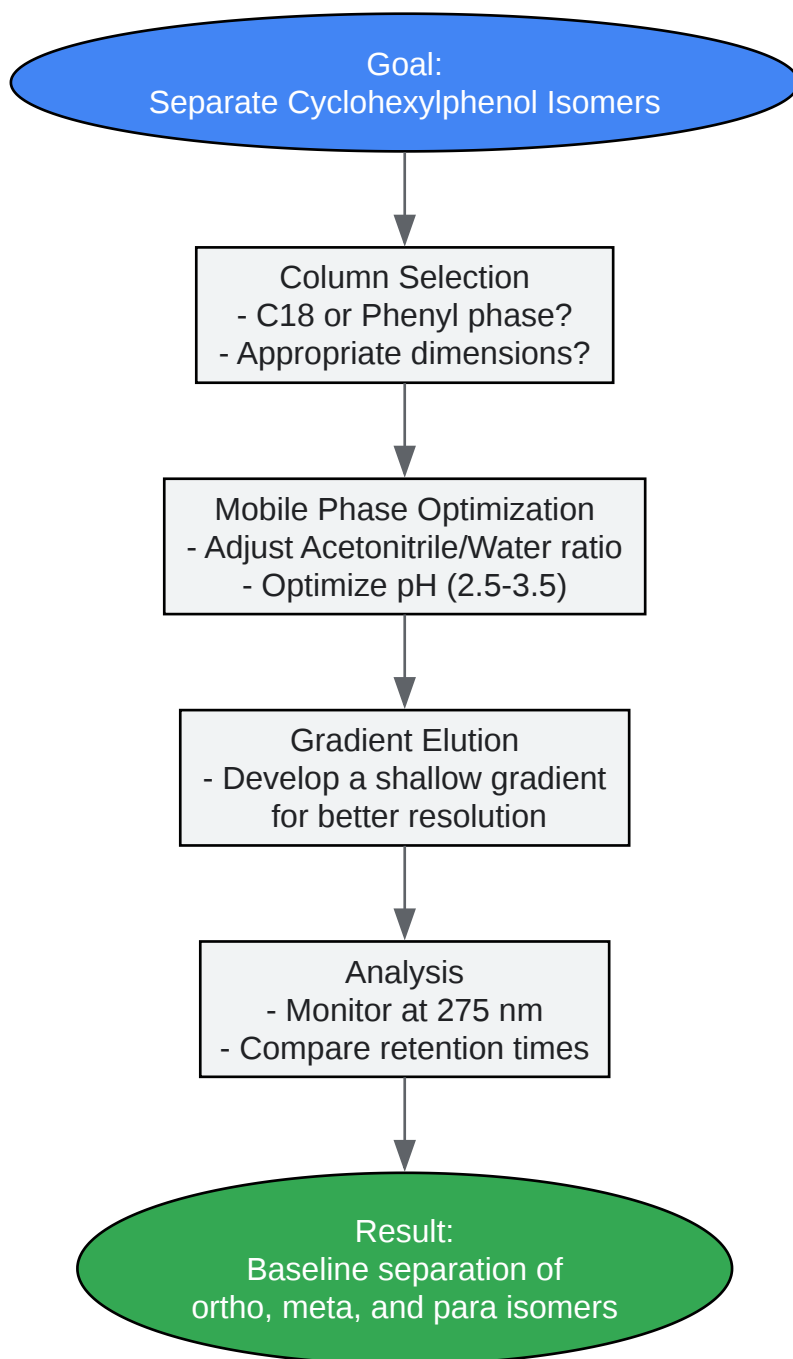 Goal:
Separate Cyclohexylphenol Isomers
Column Selection
- C18 or Phenyl phase?
- Appropriate dimensions?
Mobile Phase Optimization
- Adjust Acetonitrile/Water ratio
- Optimize pH (2.5-3.5)
Gradient Elution
- Develop a shallow gradient
for better resolution
Analysis
- Monitor at 275 nm
- Compare retention times
Result:
Baseline separation of
ortho, meta, and para isomers